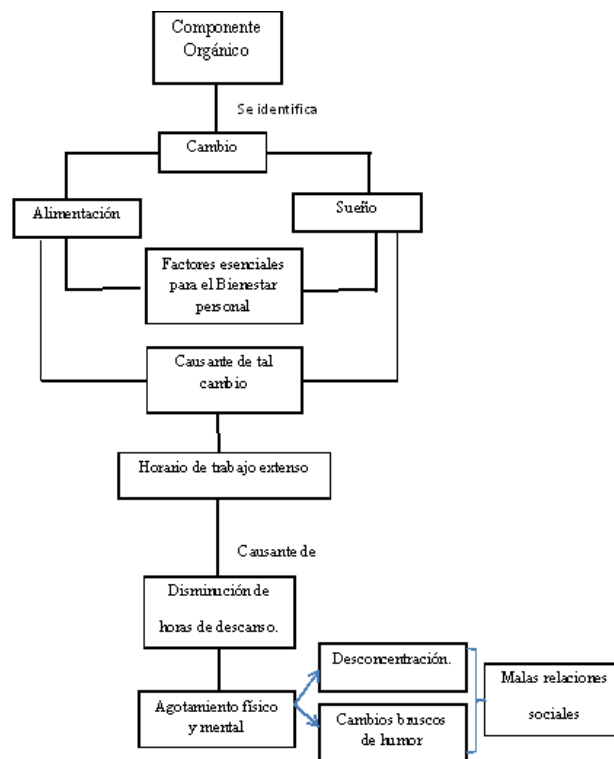 Componente
Orgánico
Se identifica
Cambio
Alimentación
Sueño
Factores esenciales
para el Bienestar
personal
Causante de tal
cambio
Horario de trabajo extenso
Causante de
Disminución de
horas de descanso.
Desconcentración.
Malas relaciones
sociales
Agotamiento físico
y mental
Cambios bruscos
de humor